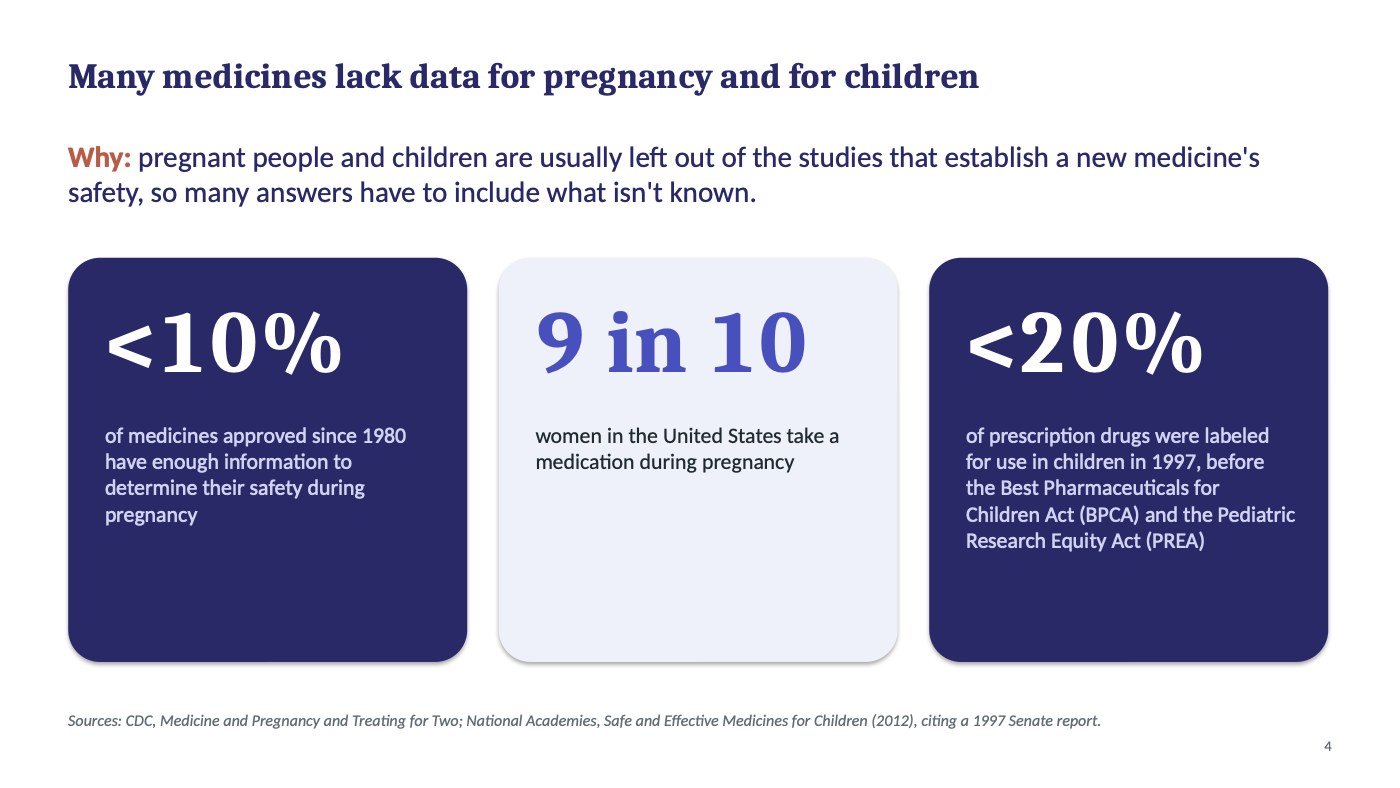 Many medicines lack data for pregnancy and for children
Why: pregnant people and children are usually left out of the studies that establish a new medicine's
safety, so many answers have to include what isn't known.
<10%
of medicines approved since 1980
have enough information to
determine their safety during
pregnancy
9 in 10
women in the United States take a
medication during pregnancy
<20%
of prescription drugs were labeled
for use in children in 1997, before
the Best Pharmaceuticals for
Children Act (BPCA) and the Pediatric
Research Equity Act (PREA)
Sources: CDC, Medicine and Pregnancy and Treating for Two; National Academies, Safe and Effective Medicines for Children (2012), citing a 1997 Senate report.
4